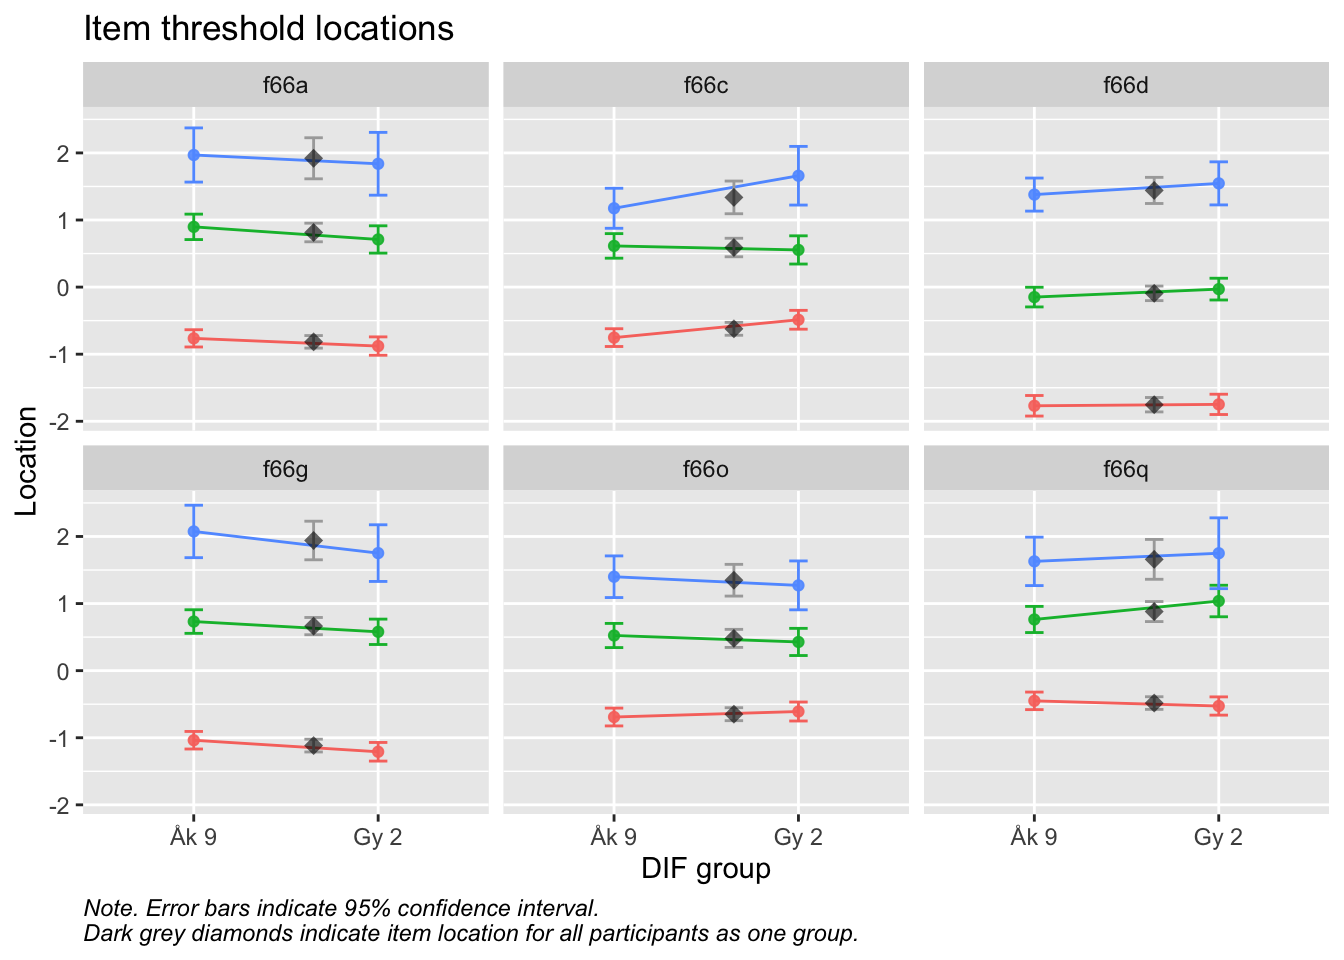 Item threshold locations
f66a f66c f66d
2
1
0
-1
-2
f66g f66o f66q
2
1
0
-1
-2
Location
Åk 9 Gy 2 Åk 9 Gy 2 Åk 9 Gy 2
DIF group
Note. Error bars indicate 95% confidence interval.
Dark grey diamonds indicate item location for all participants as one group.